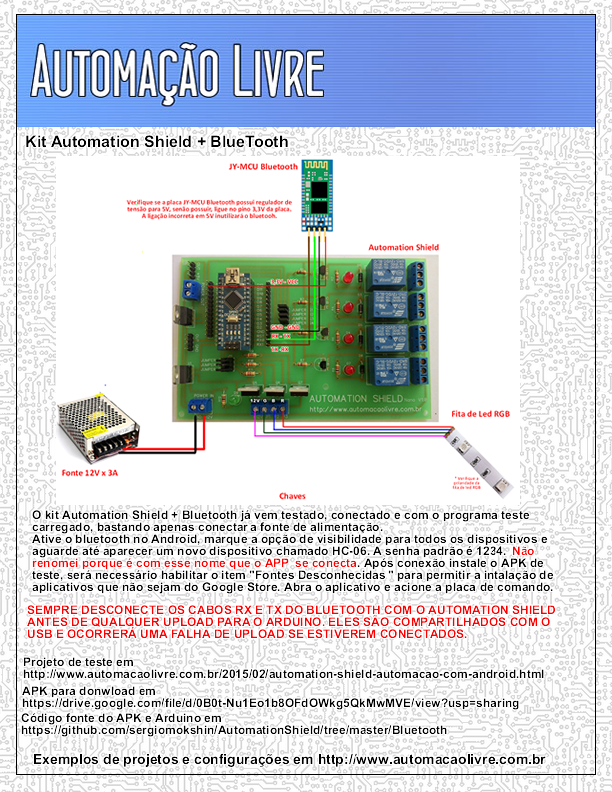 AUTOMAÇÃO LIVRE
Kit Automation Shield + BlueTooth
JY-MCU Bluetooth
Verifique se a placa JY-MCU Bluetooth possui regulador de
tensão para 5V, senão possuir, ligue no pino 3,3V da placa.
A ligação incorreta em 5V inutilizará o bluetooh.
Automation Shield
3,3V - VCC
GND - GND
RX - TX
TX - RX
JUMPER
JUMPER
POWER IN
12V G R B
AUTOMATION SHIELD
http://www.automacaolivre.com.br
Fita de Led RGB
Fonte 12V x 3A
* Verifique a
polaridade da
fita de led RGB
Chaves
O kit Automation Shield + Bluetooth já vem testado, conectado e com o programa teste
carregado, bastando apenas conectar a fonte de alimentação.
Ative o bluetooth no Android, marque a opção de visibilidade para todos os dispositivos e
aguarde até aparecer um novo dispositivo chamado HC-06. A senha padrão é 1234. Não
renomei porque é com esse nome que o APP se conecta. Após conexão instale o APK de
teste, será necessário habilitar o item "Fontes Desconhecidas " para permitir a intalação de
aplicativos que não sejam do Google Store. Abra o aplicativo e acione a placa de comando.
SEMPRE DESCONECTE OS CABOS RX E TX DO BLUETOOTH COM O AUTOMATION SHIELD
ANTES DE QUALQUER UPLOAD PARA O ARDUINO. ELES SÃO COMPARTILHADOS COM O
USB E OCORRERÁ UMA FALHA DE UPLOAD SE ESTIVEREM CONECTADOS.
Projeto de teste em
http://www.automacaolivre.com.br/2015/02/automation-shield-automacao-com-android.html
APK para donwload em
https://drive.google.com/file/d/0B0t-Nu1Eo1b8OFdOWkg5QkMwMVE/view?usp=sharing
Código fonte do APK e Arduino em
https://github.com/sergiomokshin/AutomationShield/tree/master/Bluetooth
Exemplos de projetos e configurações em http://www.automacaolivre.com.br